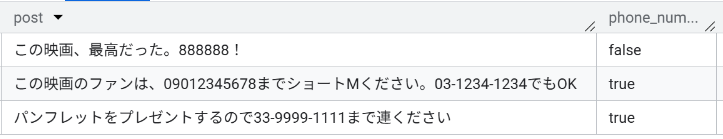 post phone_num...
この映画、最高だった。888888！ false
この映画のファンは、09012345678までショートMください。03-1234-1234でもOK true
パンフレットをプレゼントするので33-9999-1111まで連ください true